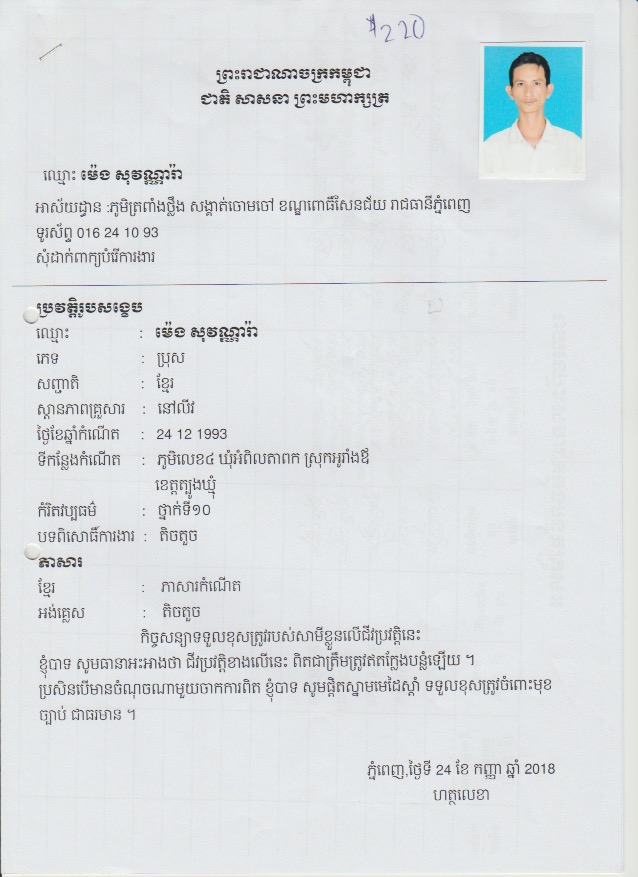 $220
ព្រះរាជាណាចក្រកម្ពុជា
ជាតិ សាសនា ព្រះមហាក្សត្រ
ឈ្មោះ ម៉េង សុវណ្ណារ៉ា
អាស័យដ្ឋាន :ភូមិត្រពាំងថ្លឹង សង្កាត់ចោមចៅ ខណ្ឌពោធិ៍សែនជ័យ រាជធានីភ្នំពេញ
ទូរស័ព្ទ 016 24 10 93
សុំដាក់ពាក្យបំរើការងារ
ប្រវត្តិរូបសង្ខេប
ឈ្មោះ : ម៉េង សុវណ្ណារ៉ា
ភេទ : ប្រុស
សញ្ជាតិ : ខ្មែរ
ស្ថានភាពគ្រួសារ : នៅលីវ
ថ្ងៃខែឆ្នាំកំណើត : 24 12 1993
ទីកន្លែងកំណើត : ភូមិលេខ៤ ឃុំអំពិលតាពក ស្រុកអូរាំងឪ
ខេត្តត្បូងឃ្មុំ
កំរិតវប្បធម៌ : ថ្នាក់ទី១០
បទពិសោធិ៍ការងារ : តិចតួច
ភាសារ
ខ្មែរ : ភាសារកំណើត
អង់គ្លេស : តិចតួច
កិច្ចសន្យាទទួលខុសត្រូវរបស់សាមីខ្លួនលើជីវប្រវត្តិនេះ
ខ្ញុំបាទ សូមធានាអះអាងថា ជីវប្រវត្តិខាងលើនេះ ពិតជាត្រឹមត្រូវឥតក្លែងបន្លំឡើយ ។
ប្រសិនបើមានចំណុចណាមួយចាកការពិត ខ្ញុំបាទ សូមផ្តិតស្នាមមេដៃស្តាំ ទទួលខុសត្រូវចំពោះមុខ
ច្បាប់ ជាធរមាន ។
ភ្នំពេញ,ថ្ងៃទី 24 ខែ កញ្ញា ឆ្នាំ 2018
ហត្ថលេខា